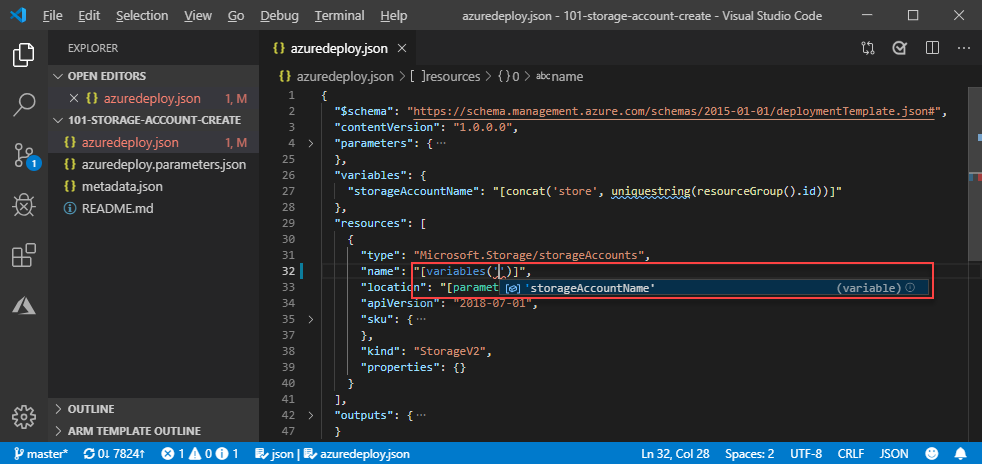 File Edit Selection View Go Debug Terminal Help azuredeploy.json - 101-storage-account-create - Visual Studio Code
EXPLORER
OPEN EDITORS
azuredeploy.json 1, M
101-STORAGE-ACCOUNT-CREATE
azuredeploy.json 1, M
azuredeploy.parameters.json
metadata.json
README.md
1
OUTLINE
ARM TEMPLATE OUTLINE
{} azuredeploy.json
{} azuredeploy.json > [ ]resources > {}0 > abc name
1 {
2 "$schema": "https://schema.management.azure.com/schemas/2015-01-01/deploymentTemplate.json#",
3 "contentVersion": "1.0.0.0",
4 "parameters": {…
25 },
26 "variables": {
27 "storageAccountName": "[concat('store', uniquestring(resourceGroup().id))]"
28 },
29 "resources": [
30 {
31 "type": "Microsoft.Storage/storageAccounts",
32 "name": "[variables('')]",
33 "location": "[paramet
'storageAccountName' (variable)
34 "apiVersion": "2018-07-01",
35 "sku": {…
37 },
38 "kind": "StorageV2",
39 "properties": {}
40 }
41 ],
42 "outputs": {…
47 }
master* 0↓ 7824↑ 1 0 1 json | azuredeploy.json Ln 32, Col 28 Spaces: 2 UTF-8 CRLF JSON